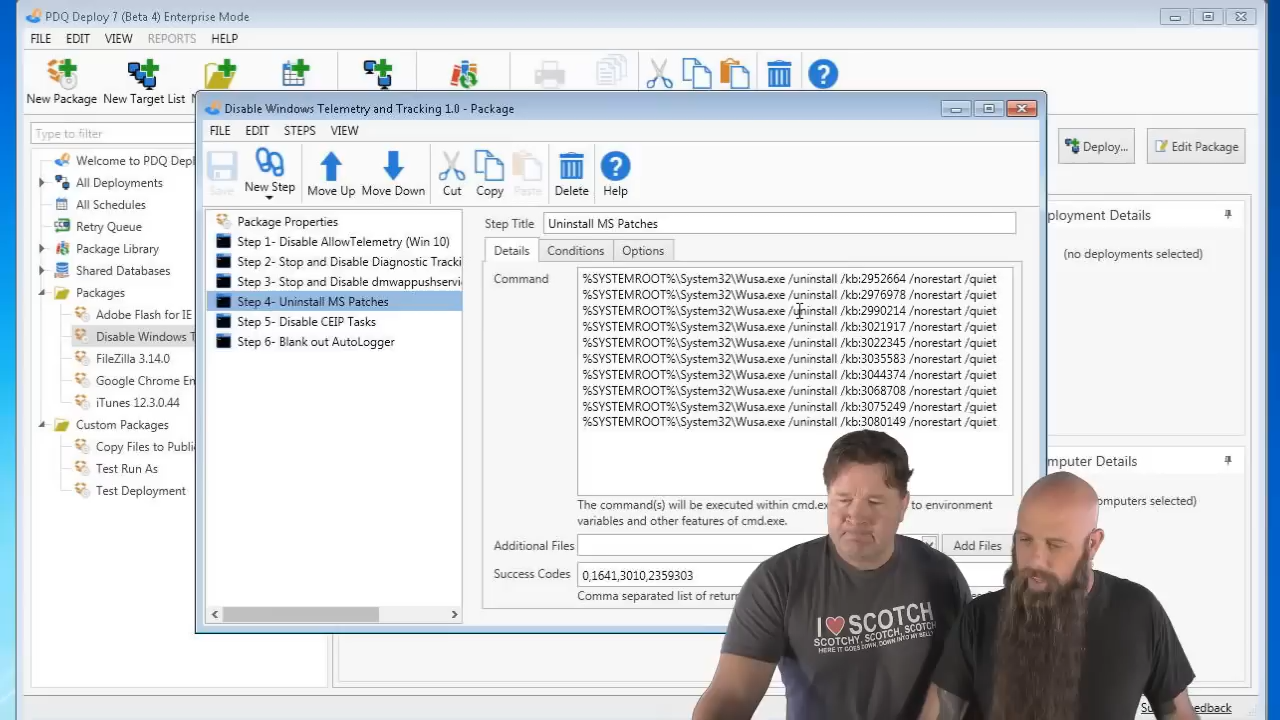 PDQ Deploy 7 (Beta 4) Enterprise Mode
FILE EDIT VIEW REPORTS HELP
New Package New Target List
Type to filter
Welcome to PDQ Depl
All Deployments
All Schedules
Retry Queue
Package Library
Shared Databases
Packages
Adobe Flash for IE
Disable Windows T
FileZilla 3.14.0
Google Chrome En
iTunes 12.3.0.44
Custom Packages
Copy Files to Public
Test Run As
Test Deployment
Disable Windows Telemetry and Tracking 1.0 - Package
FILE EDIT STEPS VIEW
Save New Step Move Up Move Down Cut Copy Paste Delete Help
Package Properties
Step 1- Disable AllowTelemetry (Win 10)
Step 2- Stop and Disable Diagnostic Tracki
Step 3- Stop and Disable dmwappushservi
Step 4- Uninstall MS Patches
Step 5- Disable CEIP Tasks
Step 6- Blank out AutoLogger
Step Title Uninstall MS Patches
Details Conditions Options
Command
%SYSTEMROOT%\System32\Wusa.exe /uninstall /kb:2952664 /norestart /quiet
%SYSTEMROOT%\System32\Wusa.exe /uninstall /kb:2976978 /norestart /quiet
%SYSTEMROOT%\System32\Wusa.exe /uninstall /kb:2990214 /norestart /quiet
%SYSTEMROOT%\System32\Wusa.exe /uninstall /kb:3021917 /norestart /quiet
%SYSTEMROOT%\System32\Wusa.exe /uninstall /kb:3022345 /norestart /quiet
%SYSTEMROOT%\System32\Wusa.exe /uninstall /kb:3035583 /norestart /quiet
%SYSTEMROOT%\System32\Wusa.exe /uninstall /kb:3044374 /norestart /quiet
%SYSTEMROOT%\System32\Wusa.exe /uninstall /kb:3068708 /norestart /quiet
%SYSTEMROOT%\System32\Wusa.exe /uninstall /kb:3075249 /norestart /quiet
%SYSTEMROOT%\System32\Wusa.exe /uninstall /kb:3080149 /norestart /quiet
The command(s) will be executed within cmd.ex to environment
variables and other features of cmd.exe.
Additional Files Add Files
Success Codes 0,1641,3010,2359303
Comma separated list of return
Deploy... Edit Package
ployment Details
(no deployments selected)
mputer Details
omputers selected)
feedback
I SCOTCH
SCOTCHY, SCOTCH, SCOTCH
HERE IT GOES DOWN, DOWN INTO MY BELLY